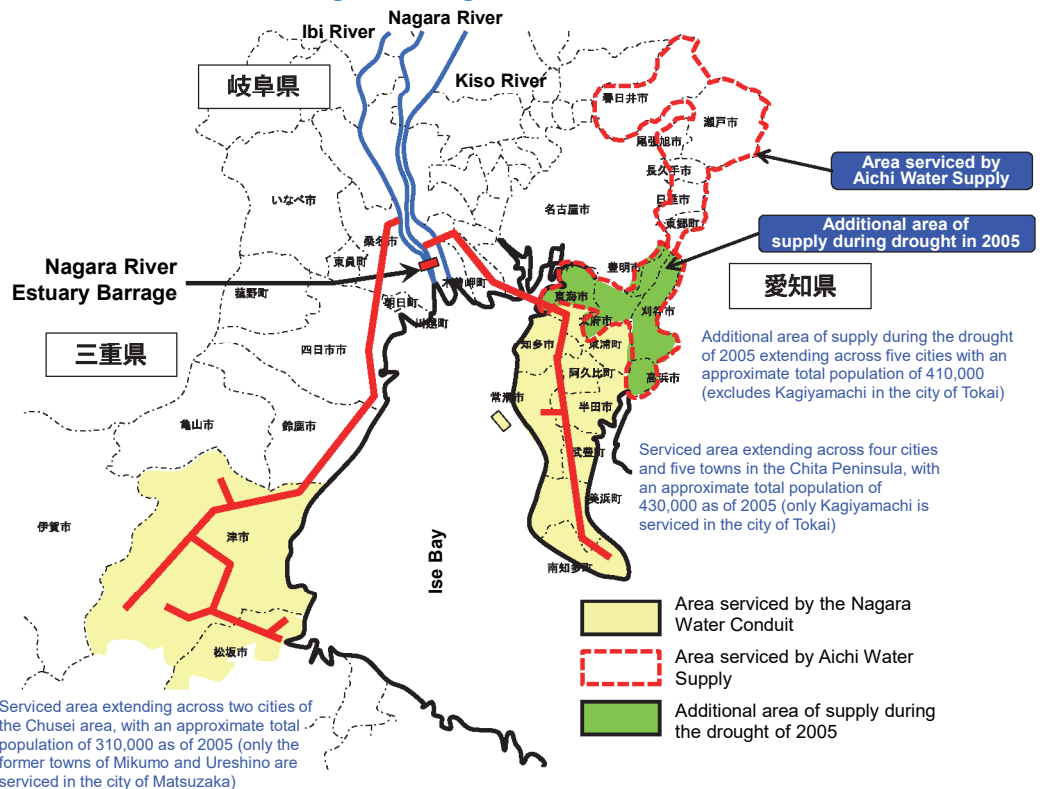 Nagara River
Ibi River
Kiso River
岐阜県
春日井市
瀬戸市
尾張旭市
長久手市
Area serviced by
Aichi Water Supply
いなべ市
日進市
名古屋市
東郷町
Additional area of
supply during drought in 2005
桑名市
東員町
豊明市
Nagara River
Estuary Barrage
木曽岬町
愛知県
菰野町
朝日町
東海市
川越町
大府市
刈谷市
三重県
四日市市
知多市
東浦町
Additional area of supply during the drought
of 2005 extending across five cities with an
approximate total population of 410,000
(excludes Kagiyamachi in the city of Tokai)
阿久比町
高浜市
常滑市
半田市
亀山市
鈴鹿市
武豊町
Serviced area extending across four cities
and five towns in the Chita Peninsula, with
an approximate total population of
430,000 as of 2005 (only Kagiyamachi is
serviced in the city of Tokai)
美浜町
伊賀市
津市
Ise Bay
南知多町
松坂市
Area serviced by the Nagara
Water Conduit
Area serviced by Aichi Water
Supply
Additional area of supply during
the drought of 2005
Serviced area extending across two cities of
the Chusei area, with an approximate total
population of 310,000 as of 2005 (only the
former towns of Mikumo and Ureshino are
serviced in the city of Matsuzaka)